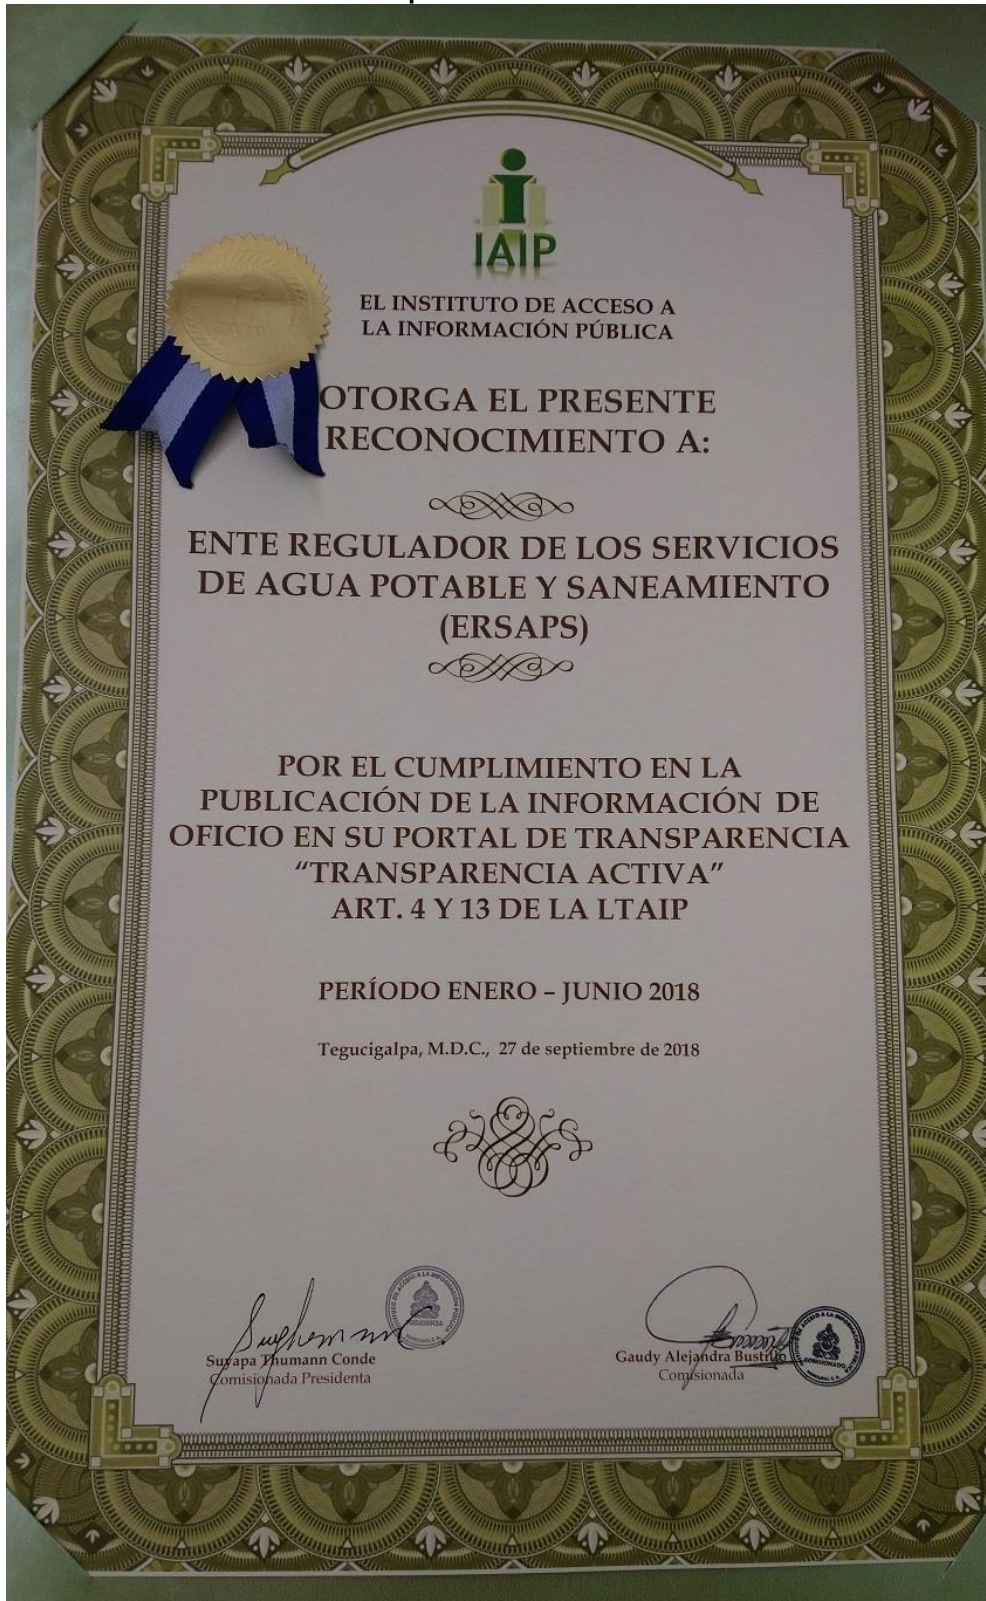 IAIP
EL INSTITUTO DE ACCESO A
LA INFORMACIÓN PÚBLICA
OTORGA EL PRESENTE
RECONOCIMIENTO A:
ENTE REGULADOR DE LOS SERVICIOS
DE AGUA POTABLE Y SANEAMIENTO
(ERSAPS)
POR EL CUMPLIMIENTO EN LA
PUBLICACIÓN DE LA INFORMACIÓN DE
OFICIO EN SU PORTAL DE TRANSPARENCIA
“TRANSPARENCIA ACTIVA”
ART. 4 Y 13 DE LA LTAIP
PERÍODO ENERO – JUNIO 2018
Tegucigalpa, M.D.C., 27 de septiembre de 2018
Suyapa Thumann Conde
Comisionada Presidenta
Gaudy Alejandra Bustillo
Comisionada